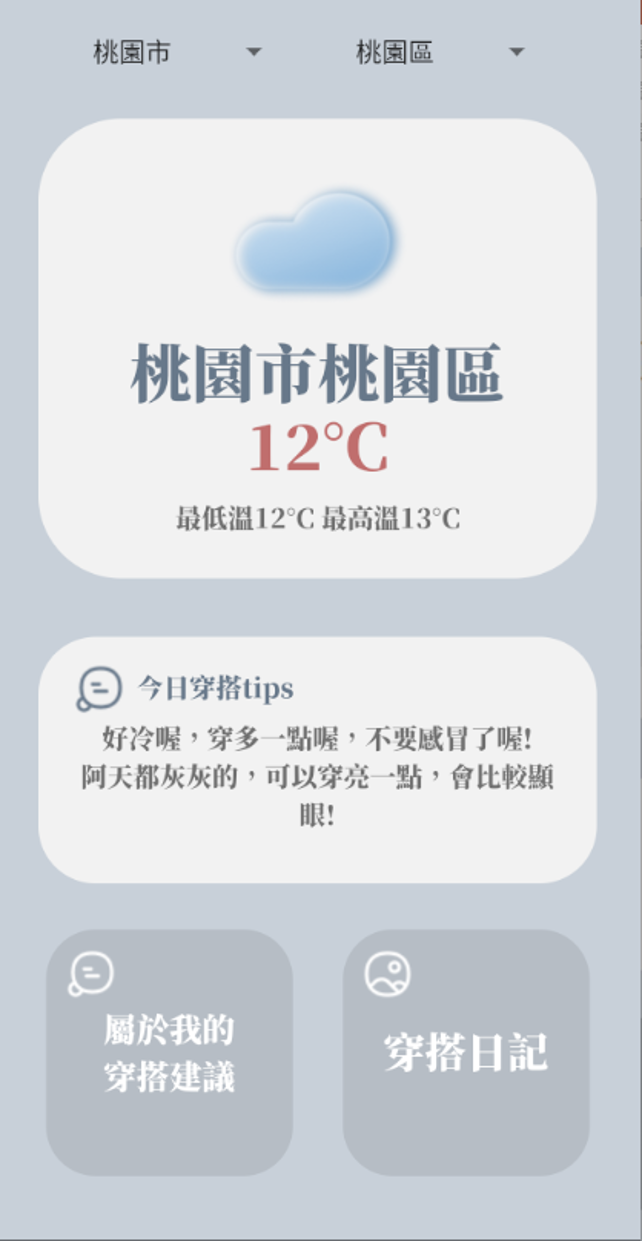 桃園市
桃園區
桃園市桃園區
12°C
最低溫12°C 最高溫13°C
今日穿搭tips
好冷喔，穿多一點喔，不要感冒了喔!
阿天都灰灰的，可以穿亮一點，會比較顯
眼!
屬於我的
穿搭建議
穿搭日記